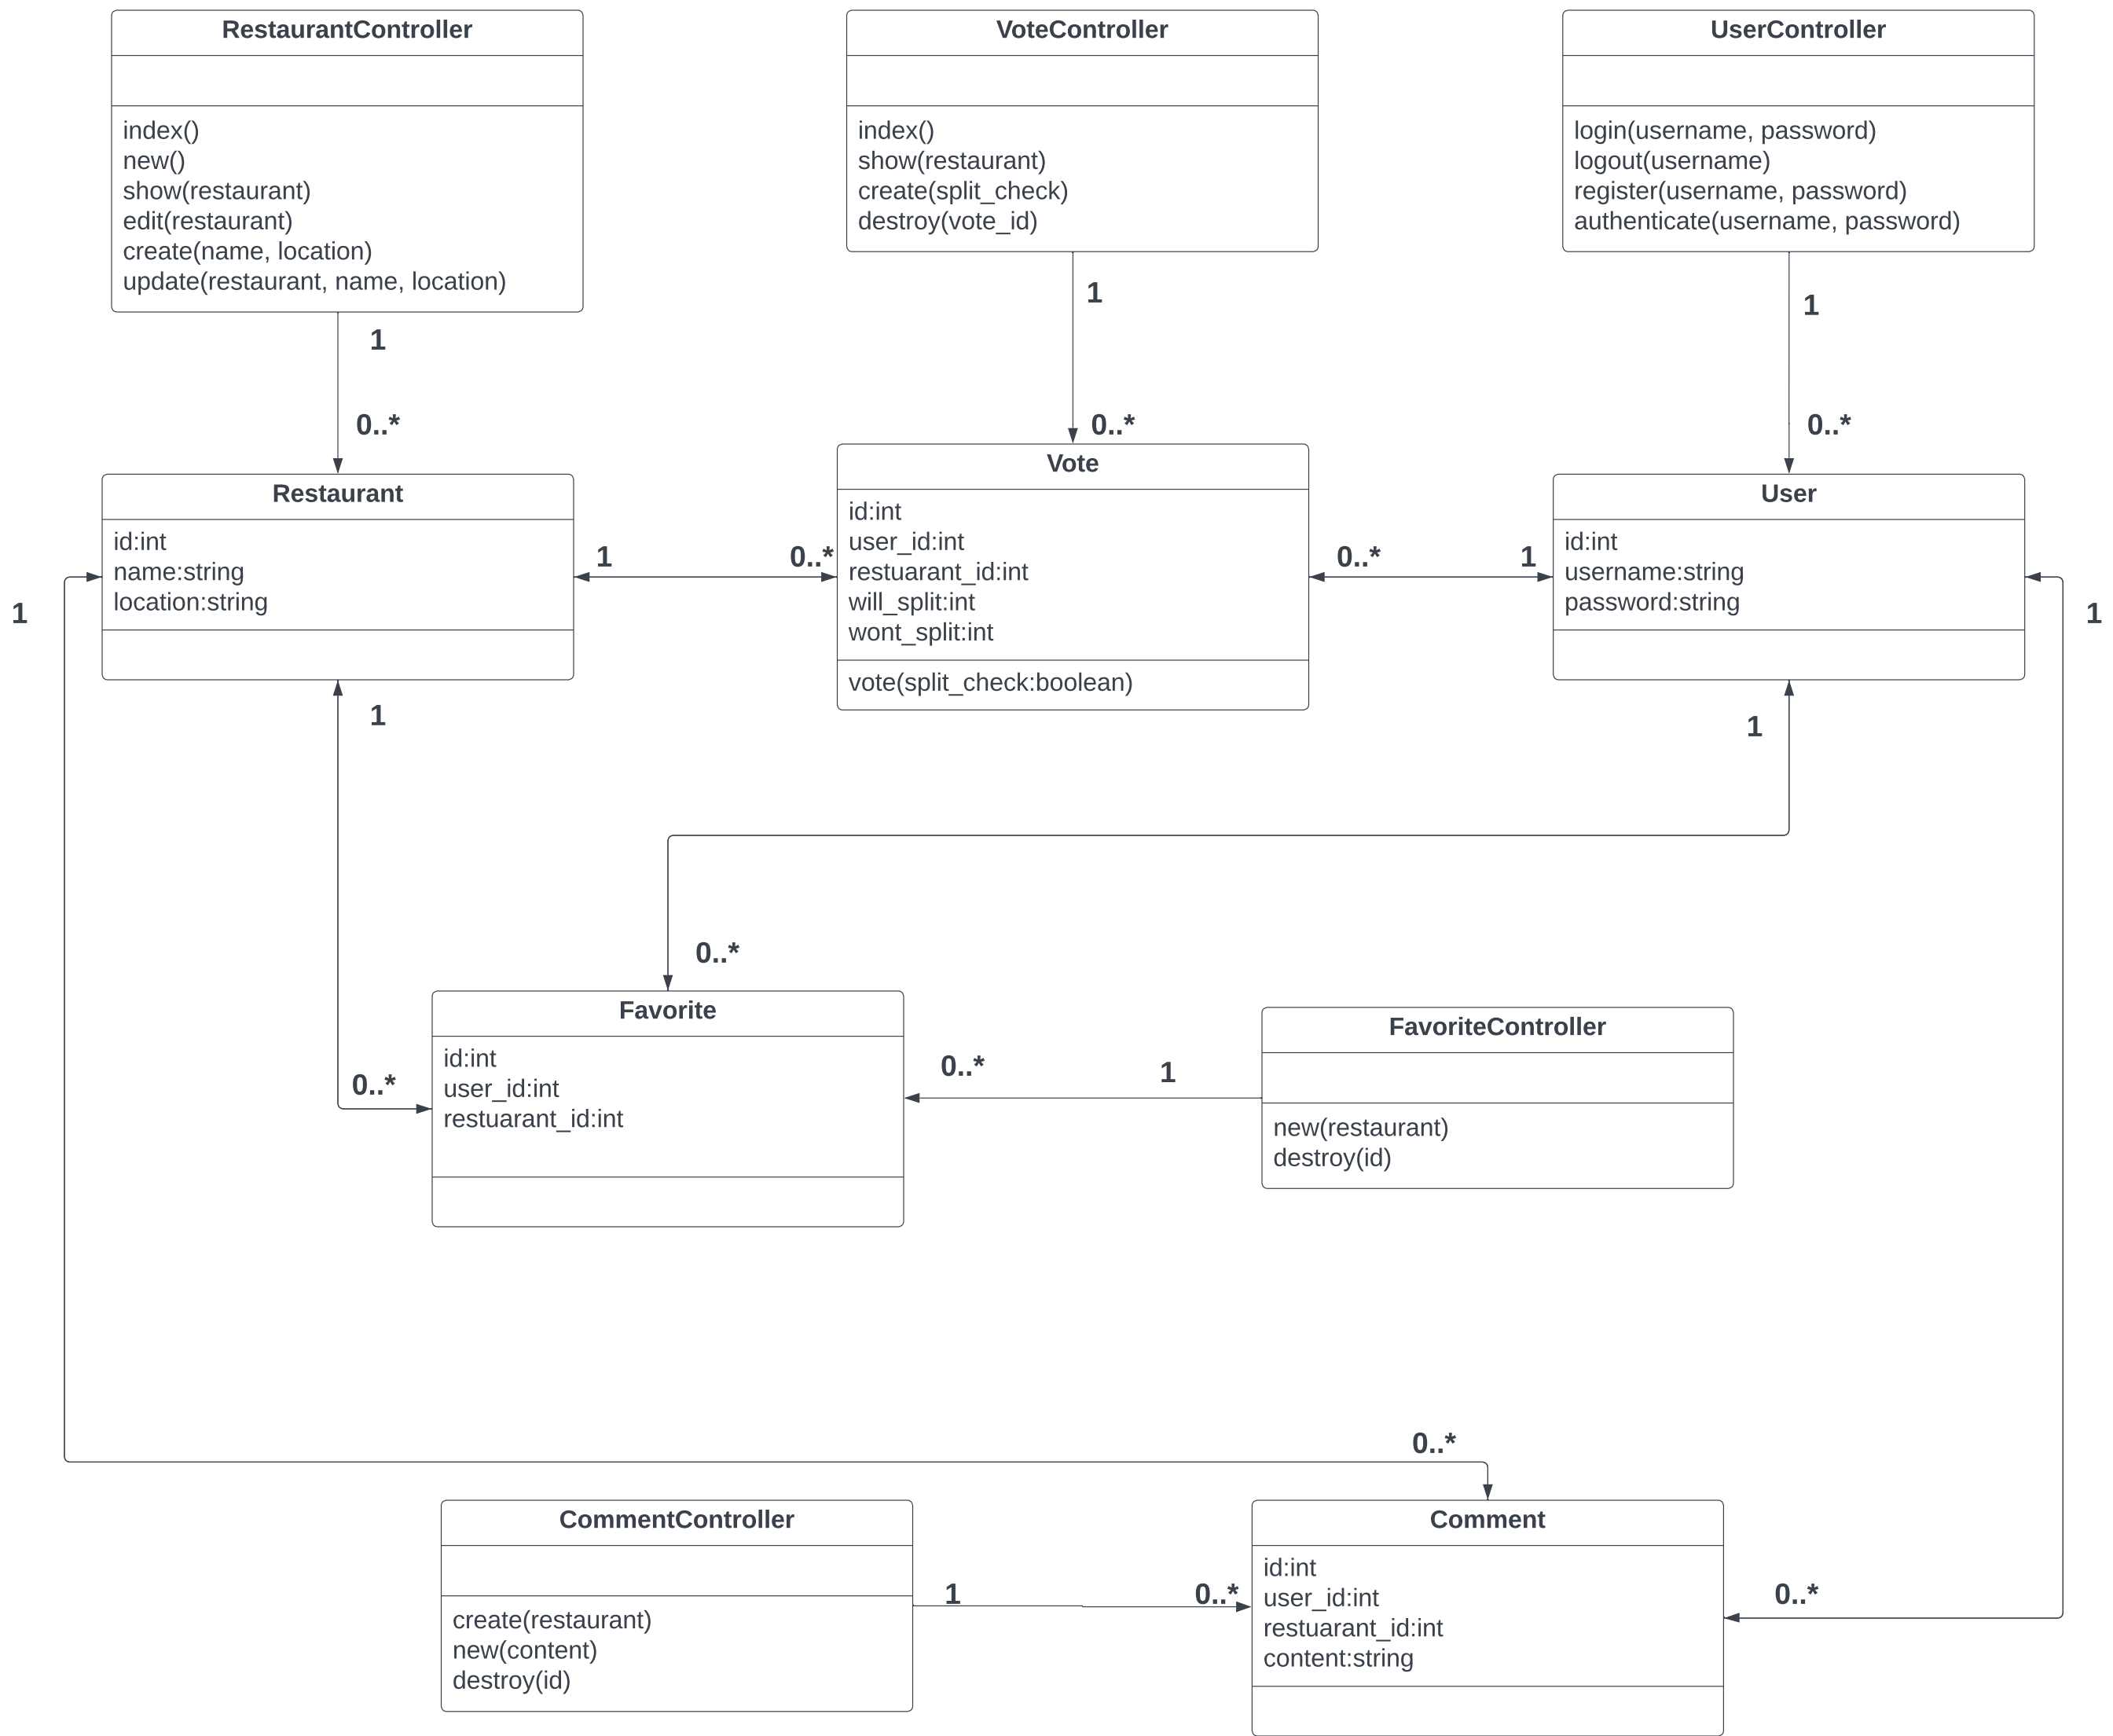 RestaurantController
index()
new()
show(restaurant)
edit(restaurant)
create(name, location)
update(restaurant, name, location)
VoteController
index()
show(restaurant)
create(split_check)
destroy(vote_id)
UserController
login(username, password)
logout(username)
register(username, password)
authenticate(username, password)
1
0..*
1
0..*
1
0..*
Restaurant
id:int
name:string
location:string
1
0..*
Vote
id:int
user_id:int
restuarant_id:int
will_split:int
wont_split:int
vote(split_check:boolean)
0..*
1
User
id:int
username:string
password:string
1
1
1
1
0..*
0..*
Favorite
id:int
user_id:int
restuarant_id:int
0..*
1
FavoriteController
new(restaurant)
destroy(id)
0..*
CommentController
create(restaurant)
new(content)
destroy(id)
1
0..*
Comment
id:int
user_id:int
restuarant_id:int
content:string
0..*